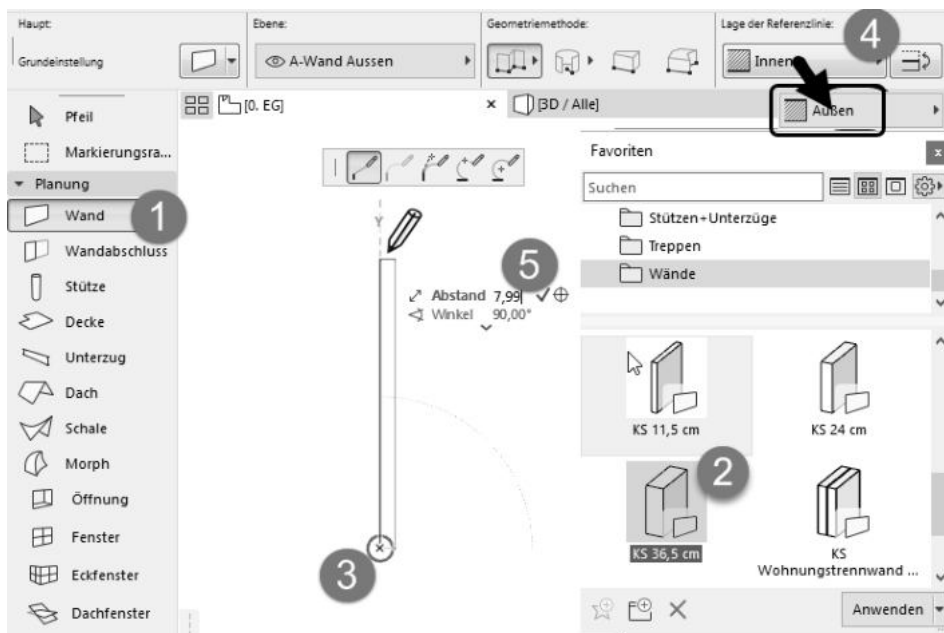 Haupt:
Ebene:
Geometriemethode:
Lage der Referenzlinie:
4
Grundeinstellung
A-Wand Aussen
Innen
[0. EG]
[3D / Alle]
Außen
Pfeil
Markierungsra...
Planung
Wand
1
Wandabschluss
Stütze
Decke
Unterzug
Dach
Schale
Morph
Öffnung
Fenster
Eckfenster
Dachfenster
Y
5
Abstand 7,99
Winkel 90,00°
3
Favoriten
Suchen
Stützen+Unterzüge
Treppen
Wände
KS 11,5 cm
KS 24 cm
2
KS 36,5 cm
KS
Wohnungstrennwand ...
Anwenden